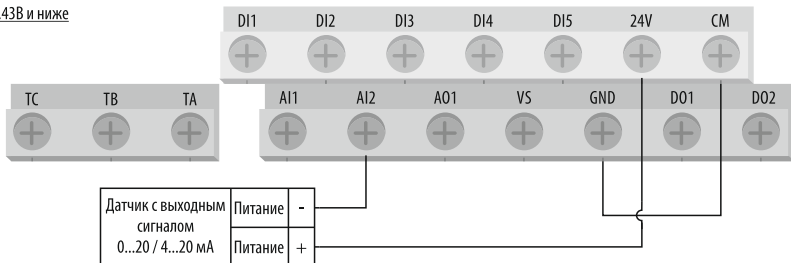 .43В и ниже
DI1 DI2 DI3 DI4 DI5 24V CM
TC TB TA AI1 AI2 AO1 VS GND DO1 DO2
Датчик с выходным
сигналом
0...20 / 4...20 мА
Питание -
Питание +